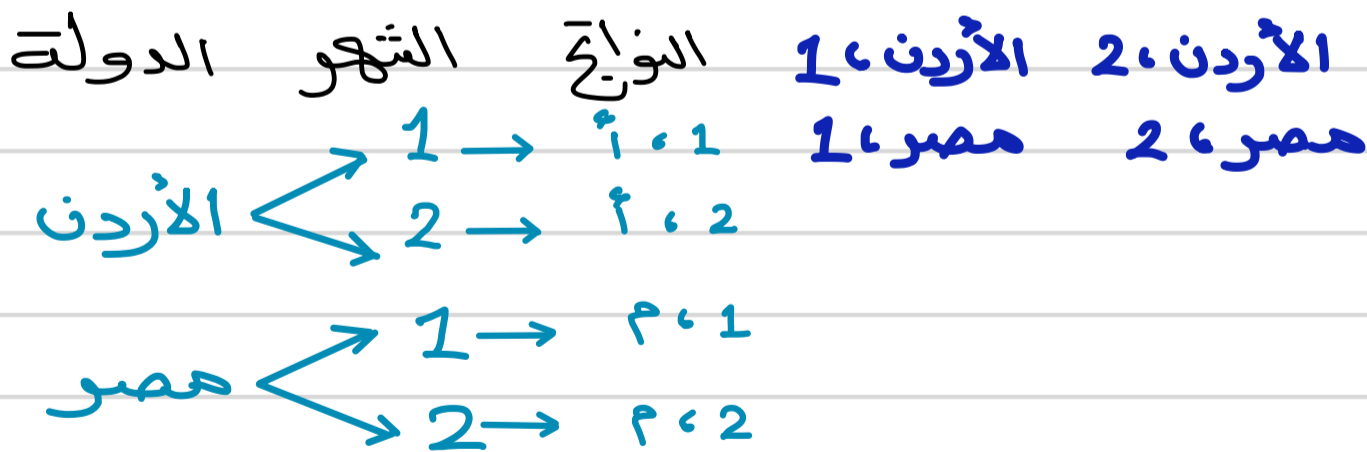 الدولة الشهر النواتج الأردن، 1 الأردن، 2
1 → أ، 1 مصر، 1 مصر، 2
الأردن 2 → أ، 2
1 → م، 1
مصر
2 → م، 2